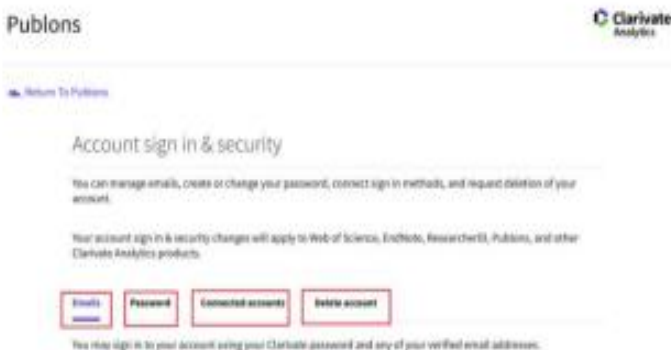 Publons
Clarivate
Analytics
Return To Publons
Account sign in & security
You can manage emails, create or change your password, connect sign in methods, and request deletion of your
account.
Your account sign in & security changes will apply to Web of Science, EndNote, ResearcherID, Publons, and other
Clarivate Analytics products.
Emails Password Connected accounts Delete account
You may sign in to your account using your Clarivate password and any of your verified email addresses.